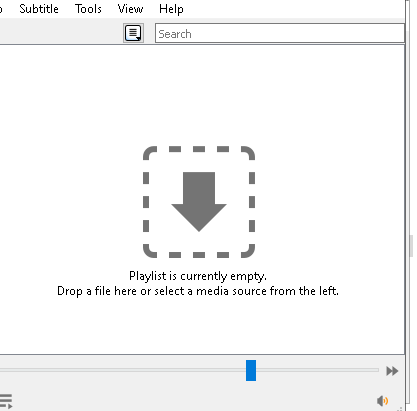 Subtitle Tools View Help
Search
Playlist is currently empty.
Drop a file here or select a media source from the left.